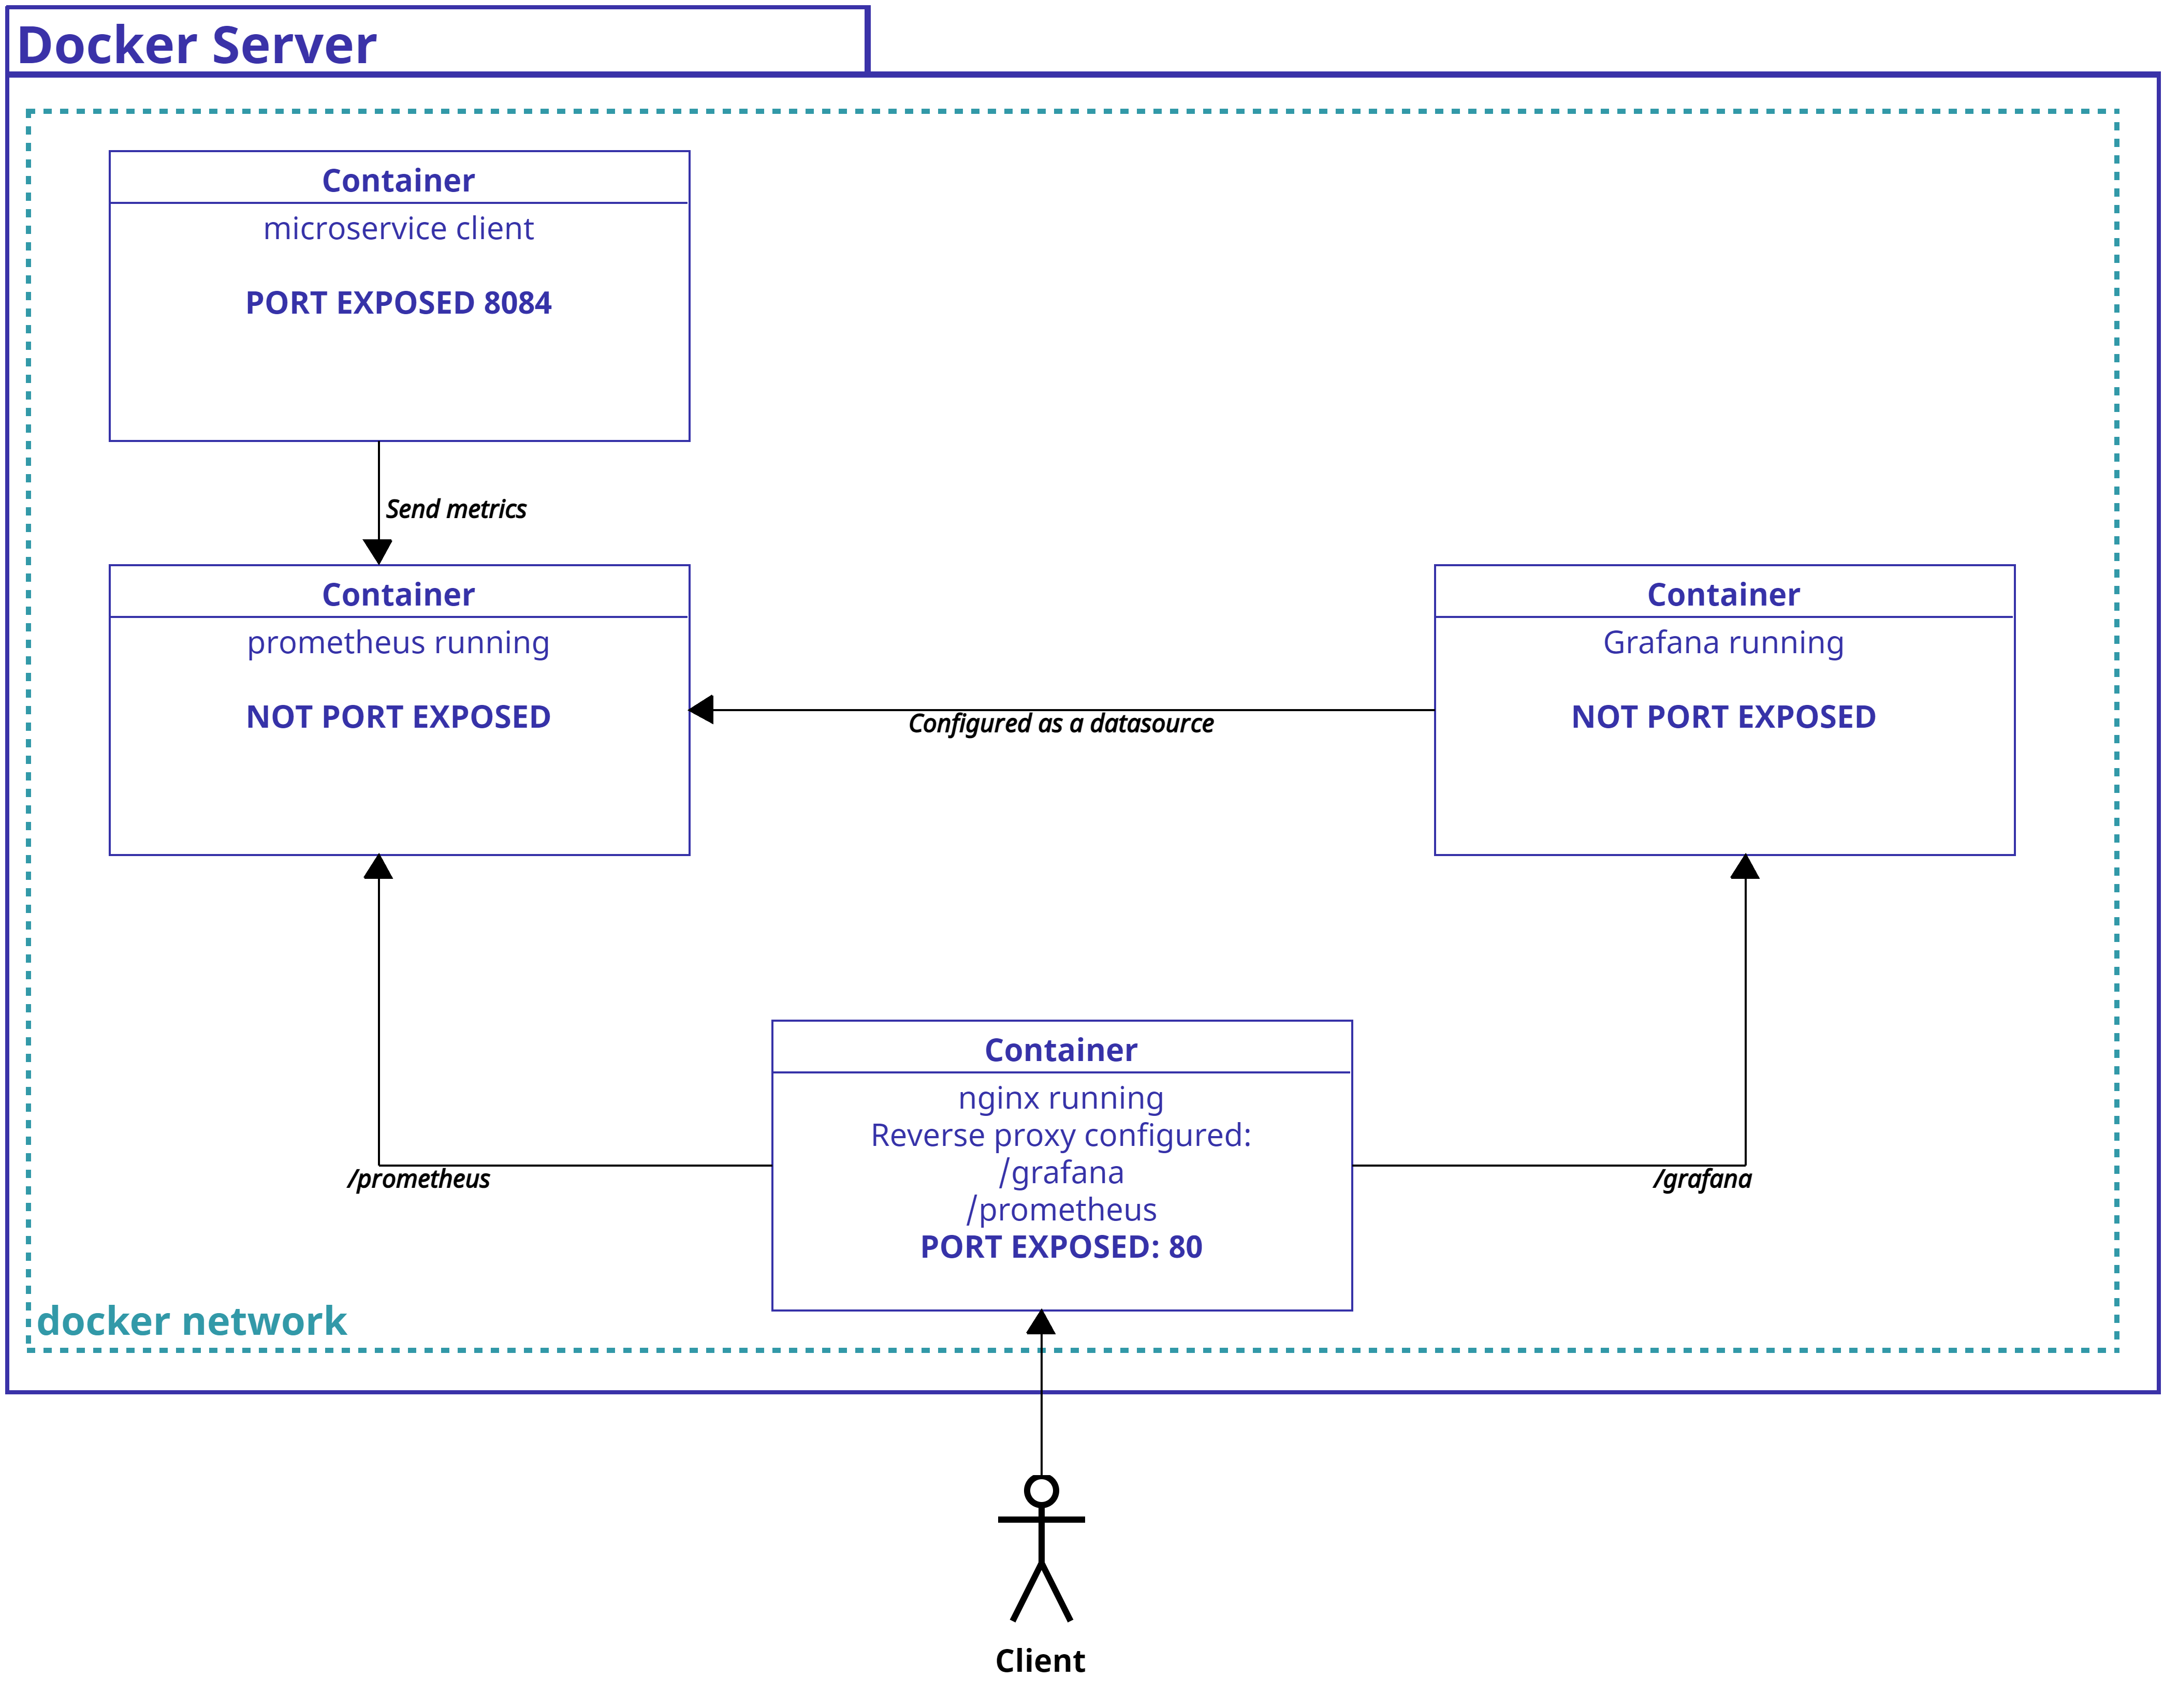 Docker Server
Container
microservice client
PORT EXPOSED 8084
Send metrics
Container
prometheus running
NOT PORT EXPOSED
Configured as a datasource
Container
Grafana running
NOT PORT EXPOSED
Container
nginx running
Reverse proxy configured:
/grafana
/prometheus
PORT EXPOSED: 80
/prometheus
/grafana
docker network
Client